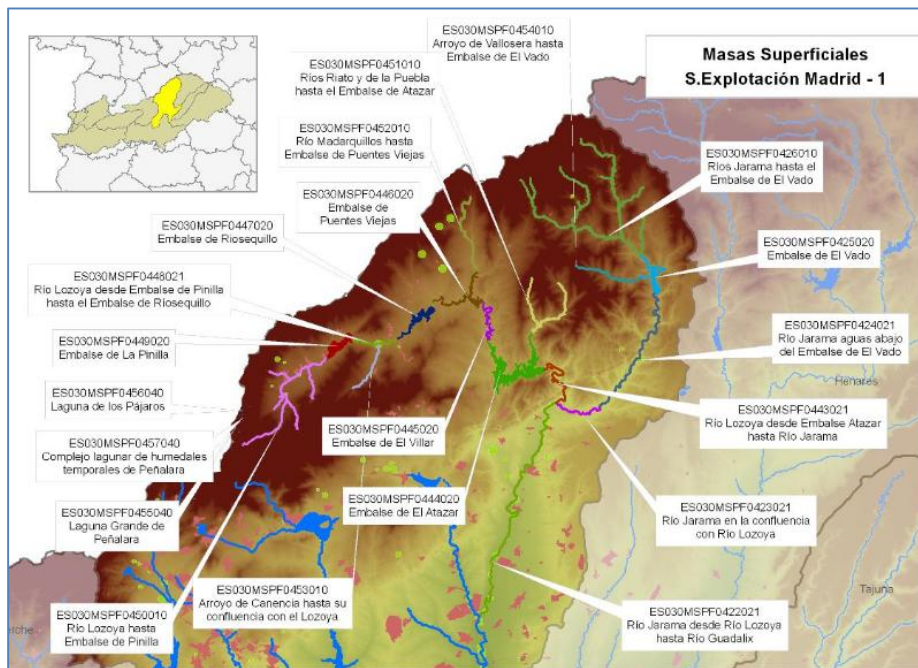 Masas Superficiales
S.Explotación Madrid - 1
ES030MSPF0454010
Arroyo de Vallosera hasta
Embalse de El Vado
ES030MSPF0451010
Ríos Riato y de la Puebla
hasta el Embalse de Atazar
ES030MSPF0452010
Río Madarquillos hasta
Embalse de Puentes Viejas
ES030MSPF0446020
Embalse de
Puentes Viejas
ES030MSPF0447020
Embalse de Riosequillo
ES030MSPF0448021
Río Lozoya desde Embalse de Pinilla
hasta el Embalse de Riosequillo
ES030MSPF0449020
Embalse de La Pinilla
ES030MSPF0456040
Laguna de los Pájaros
ES030MSPF0457040
Complejo lagunar de humedales
temporales de Peñalara
ES030MSPF0455040
Laguna Grande de
Peñalara
ES030MSPF0450010
Río Lozoya hasta
Embalse de Pinilla
ES030MSPF0453010
Arroyo de Canencia hasta su
confluencia con el Lozoya
ES030MSPF0445020
Embalse de El Villar
ES030MSPF0444020
Embalse de El Atazar
ES030MSPF0426010
Ríos Jarama hasta el
Embalse de El Vado
ES030MSPF0425020
Embalse de El Vado
ES030MSPF0424021
Río Jarama aguas abajo
del Embalse de El Vado
Henares
ES030MSPF0443021
Río Lozoya desde Embalse Atazar
hasta Río Jarama
ES030MSPF0423021
Río Jarama en la confluencia
con Río Lozoya
Tajuña
ES030MSPF0422021
Río Jarama desde Río Lozoya
hasta Río Guadalix